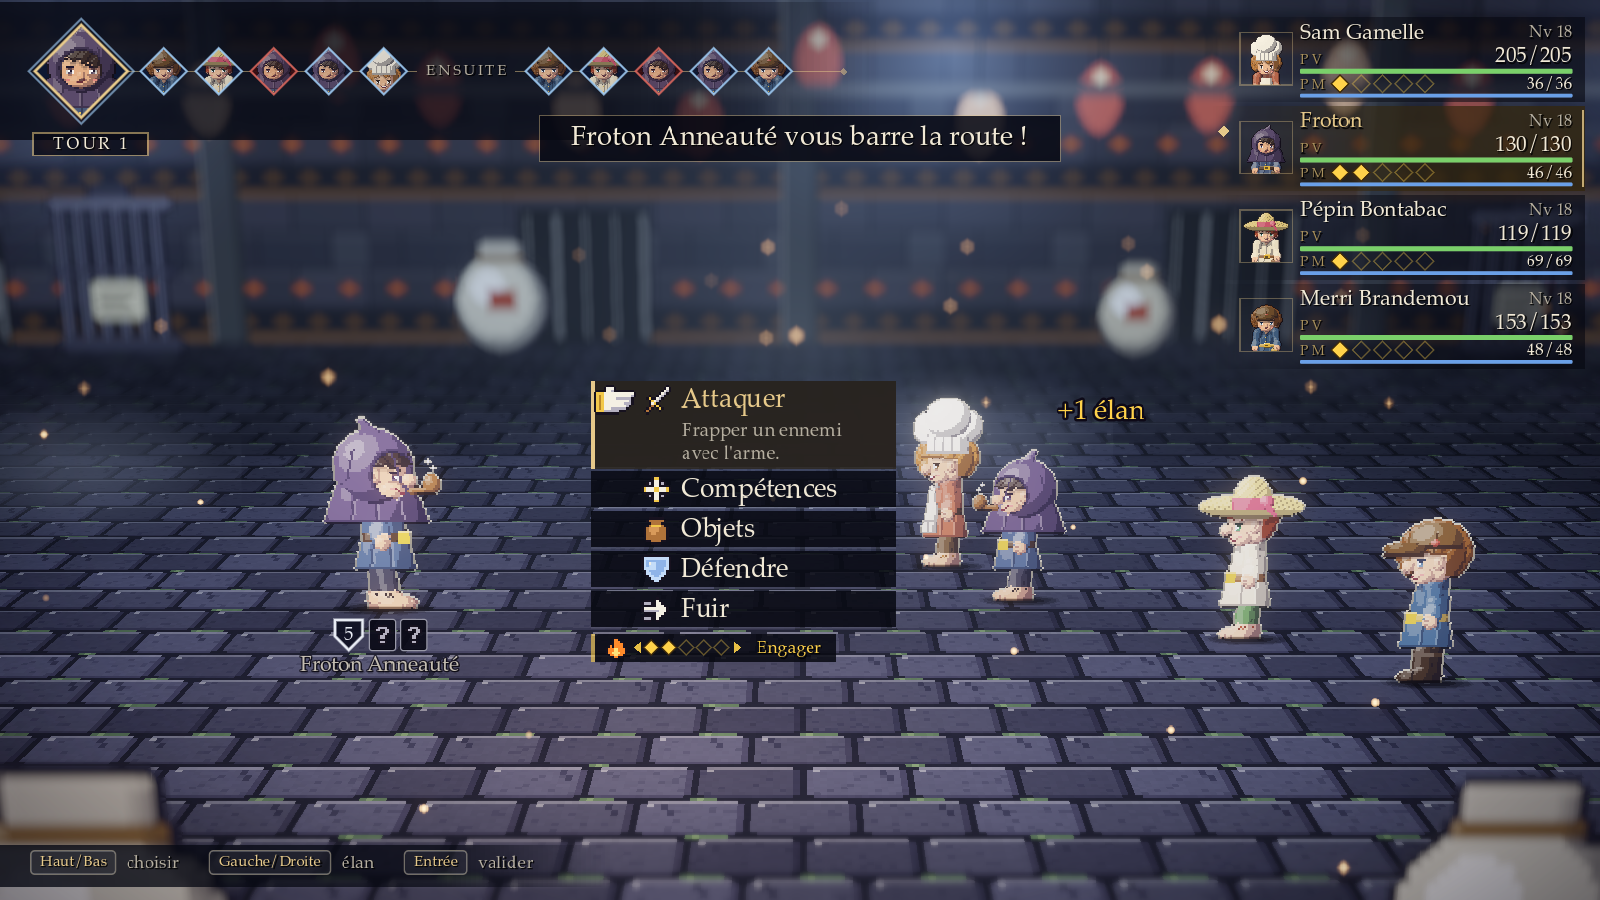 TOUR 1
ENSUITE
Froton Anneauté vous barre la route !
Sam Gamelle Nv 18
PV 205/205
PM 36/36
Froton Nv 18
PV 130/130
PM 46/46
Pépin Bontabac Nv 18
PV 119/119
PM 69/69
Merri Brandemou Nv 18
PV 153/153
PM 48/48
+1 élan
Attaquer
Frapper un ennemi
avec l'arme.
Compétences
Objets
Défendre
Fuir
Engager
5 ? ?
Froton Anneauté
Haut/Bas choisir Gauche/Droite élan Entrée valider